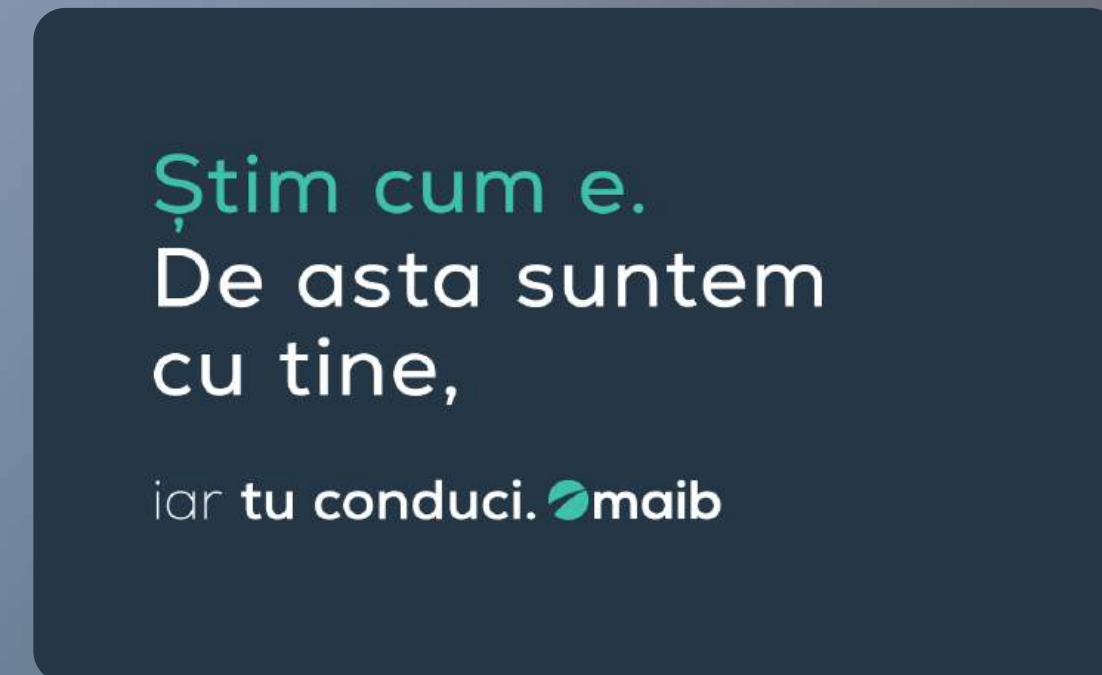 Știm cum e.
De asta suntem
cu tine,
iar tu conduci. maib